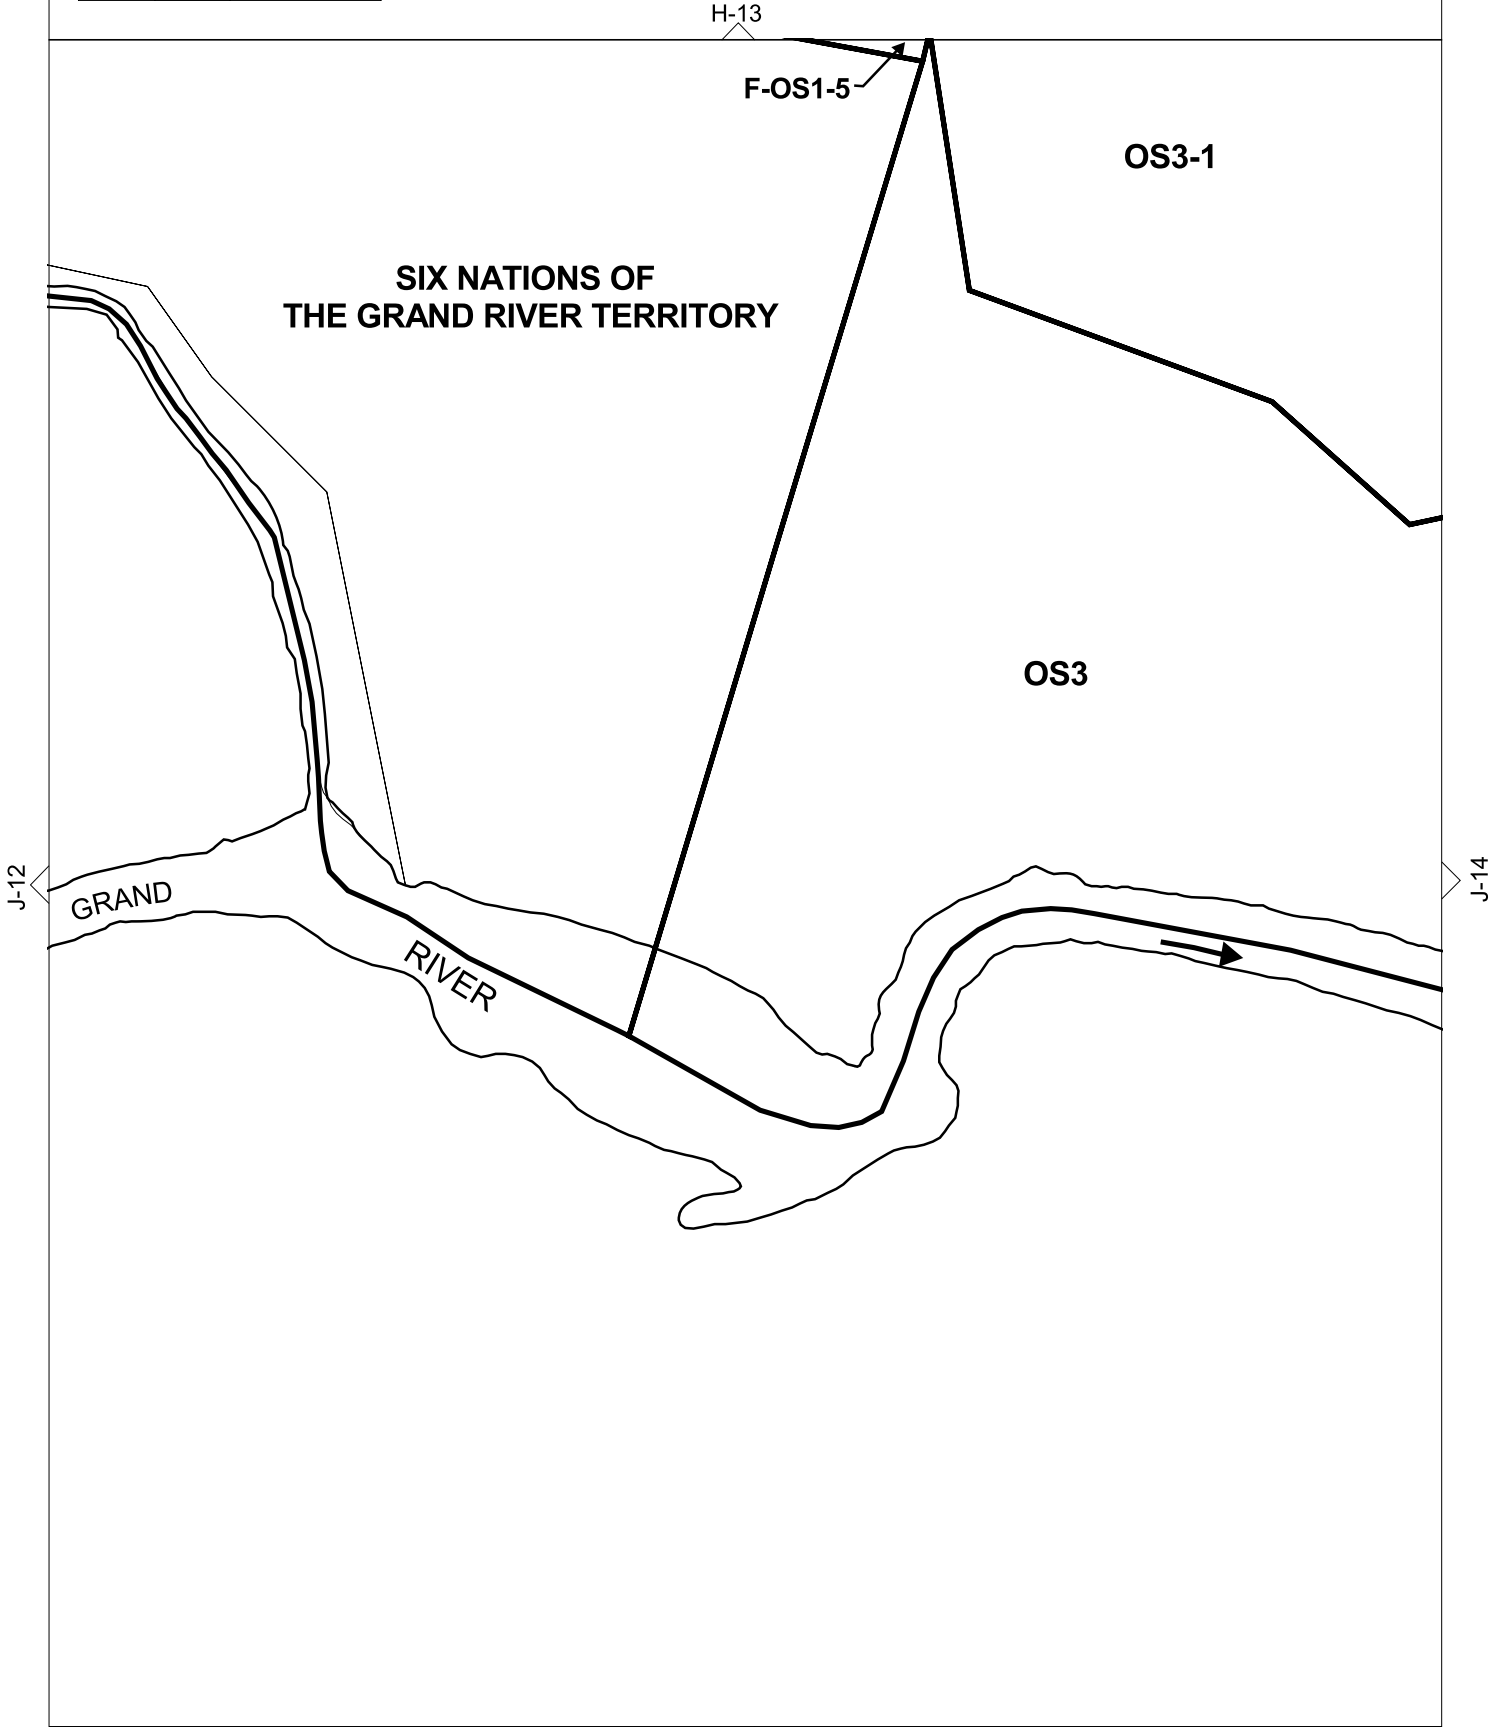 H-13
F-OS1-5
OS3-1
SIX NATIONS OF
THE GRAND RIVER TERRITORY
OS3
J-12
J-14
GRAND
RIVER